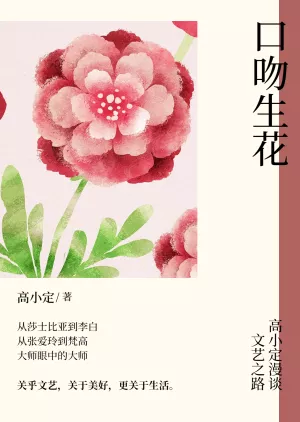 口吻生花
高小定漫谈
文艺之路
高小定/著
从莎士比亚到李白
从张爱玲到梵高
大师眼中的大师
关乎文艺，关于美好，更关于生活。